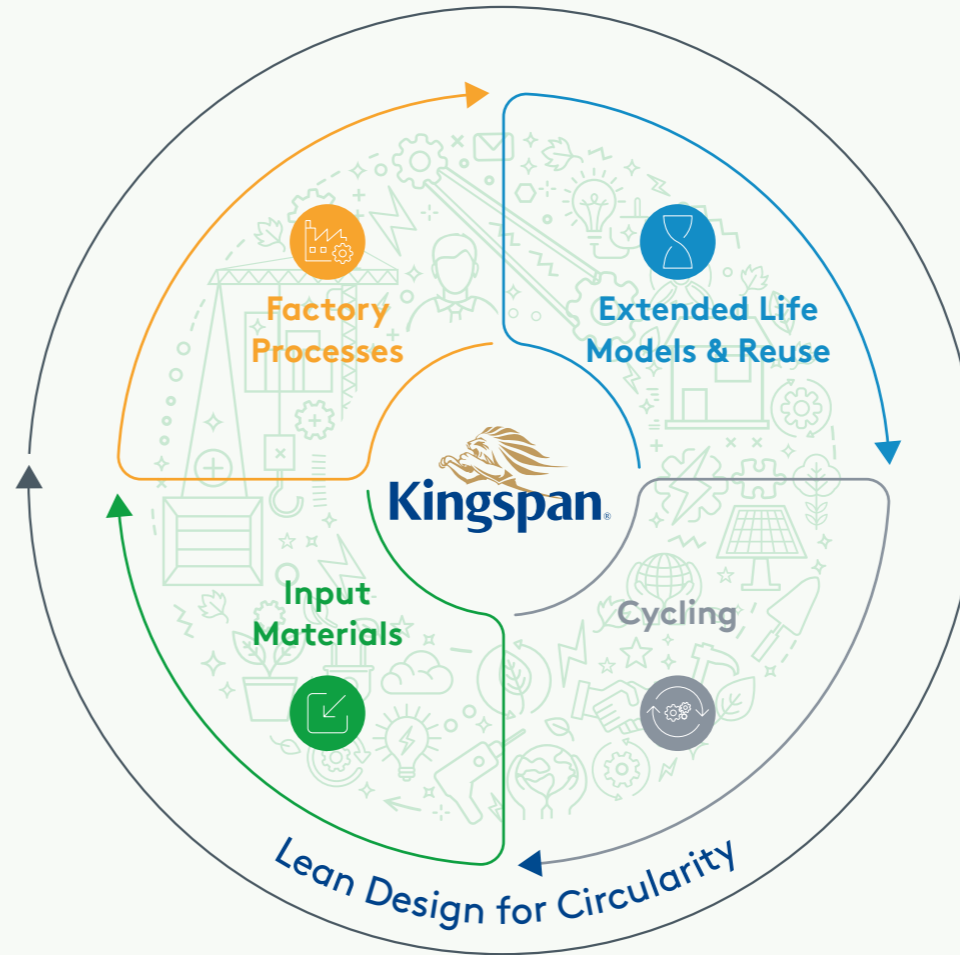 Factory
Processes
Extended Life
Models & Reuse
Kingspan®
Input
Materials
Cycling
Lean Design for Circularity